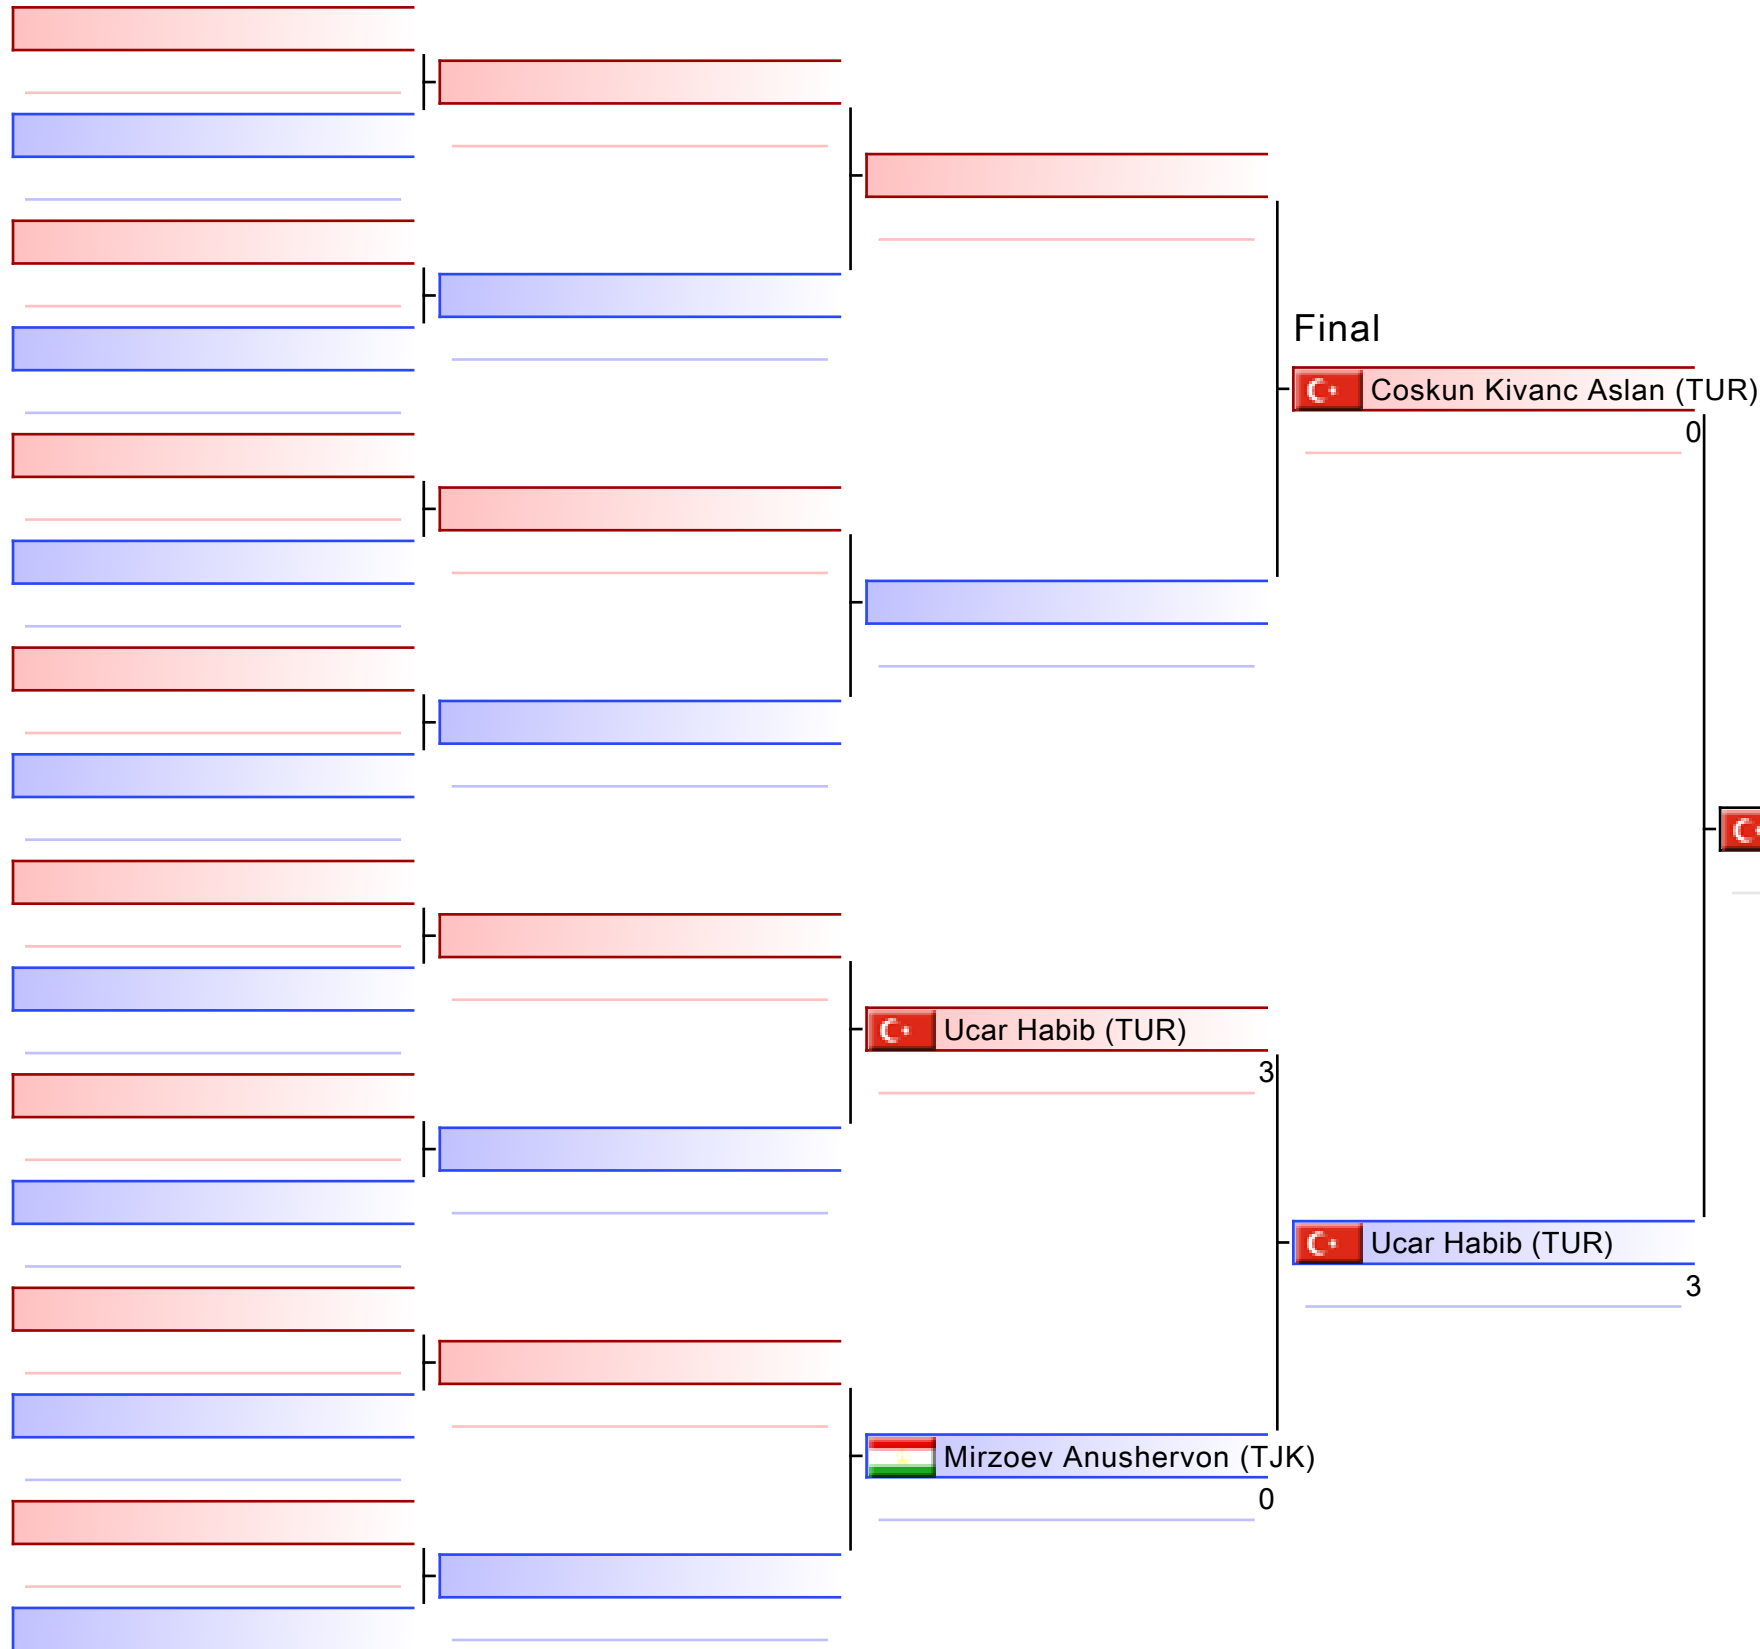 Final
Coskun Kivanc Aslan (TUR)
0
Ucar Habib (TUR)
3
Ucar Habib (TUR)
3
Mirzoev Anushervon (TJK)
0